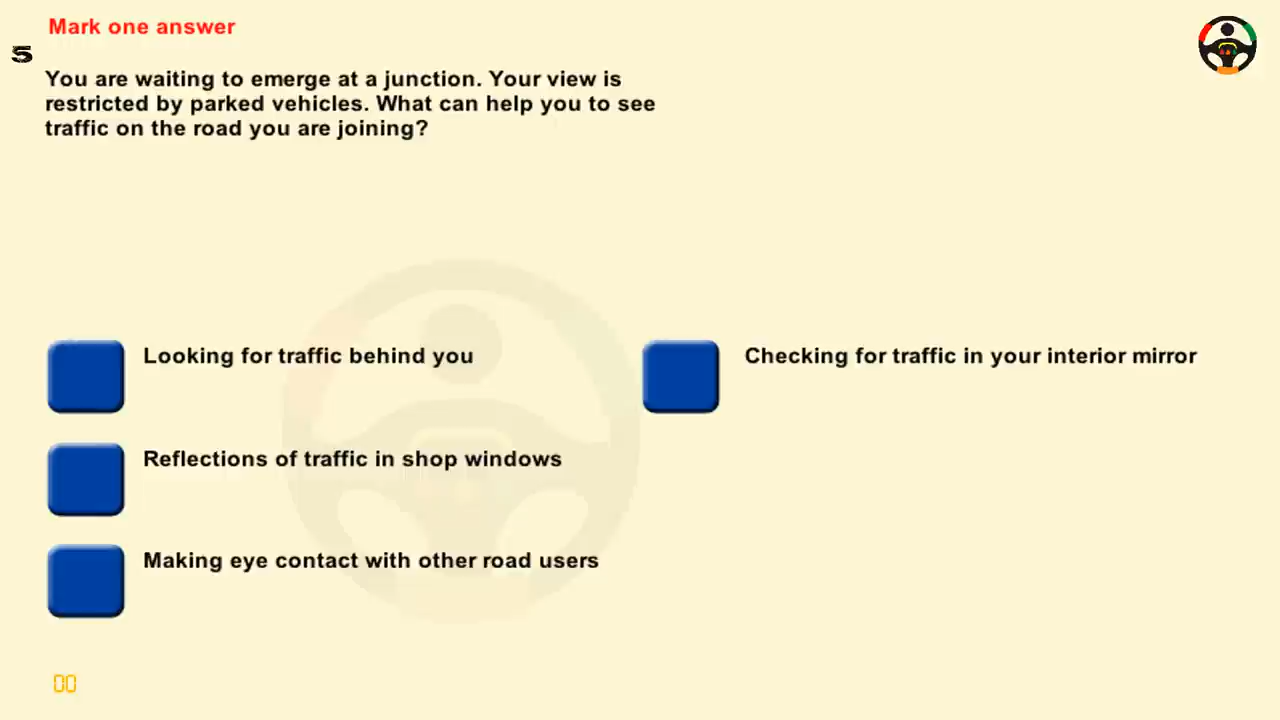 Mark one answer
5
You are waiting to emerge at a junction. Your view is
restricted by parked vehicles. What can help you to see
traffic on the road you are joining?
Looking for traffic behind you
Checking for traffic in your interior mirror
Reflections of traffic in shop windows
Making eye contact with other road users
00